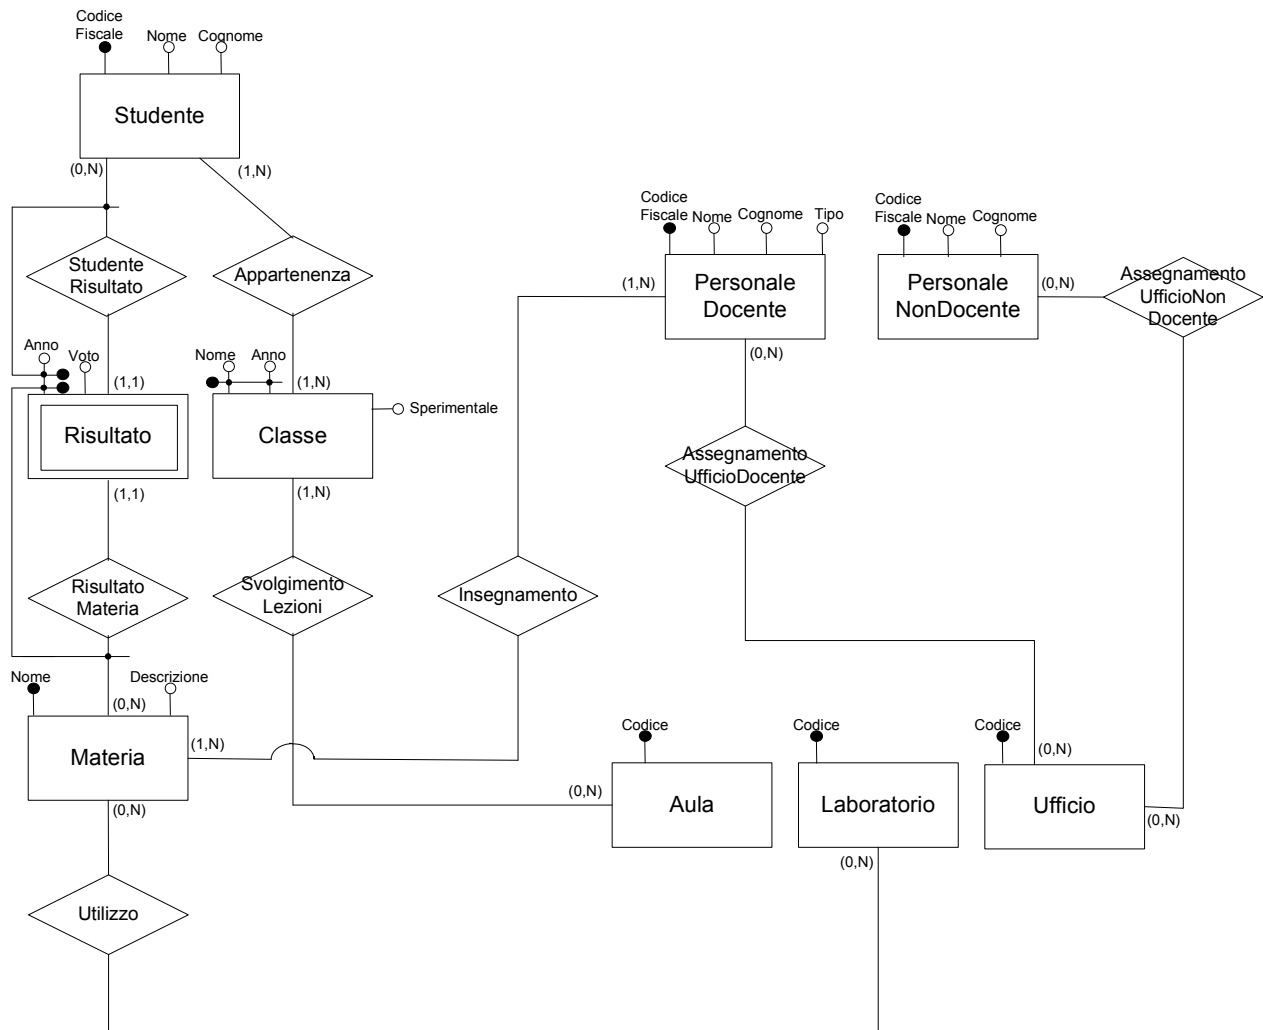 Codice
Fiscale
Nome
Cognome
Studente
(0,N)
(1,N)
Studente
Risultato
Appartenenza
Anno
Voto
(1,1)
Nome
Anno
(1,N)
Sperimentale
Risultato
Classe
(1,1)
(1,N)
Risultato
Materia
Svolgimento
Lezioni
Insegnamento
Codice
Fiscale
Nome
Cognome
Tipo
(1,N)
Personale
Docente
(0,N)
Codice
Fiscale
Nome
Cognome
Personale
NonDocente
(0,N)
Assegnamento
UfficioNon
Docente
Assegnamento
UfficioDocente
Nome
Descrizione
(0,N)
Materia
(1,N)
(0,N)
Codice
(0,N)
Aula
Codice
Laboratorio
(0,N)
Codice
(0,N)
Ufficio
(0,N)
Utilizzo